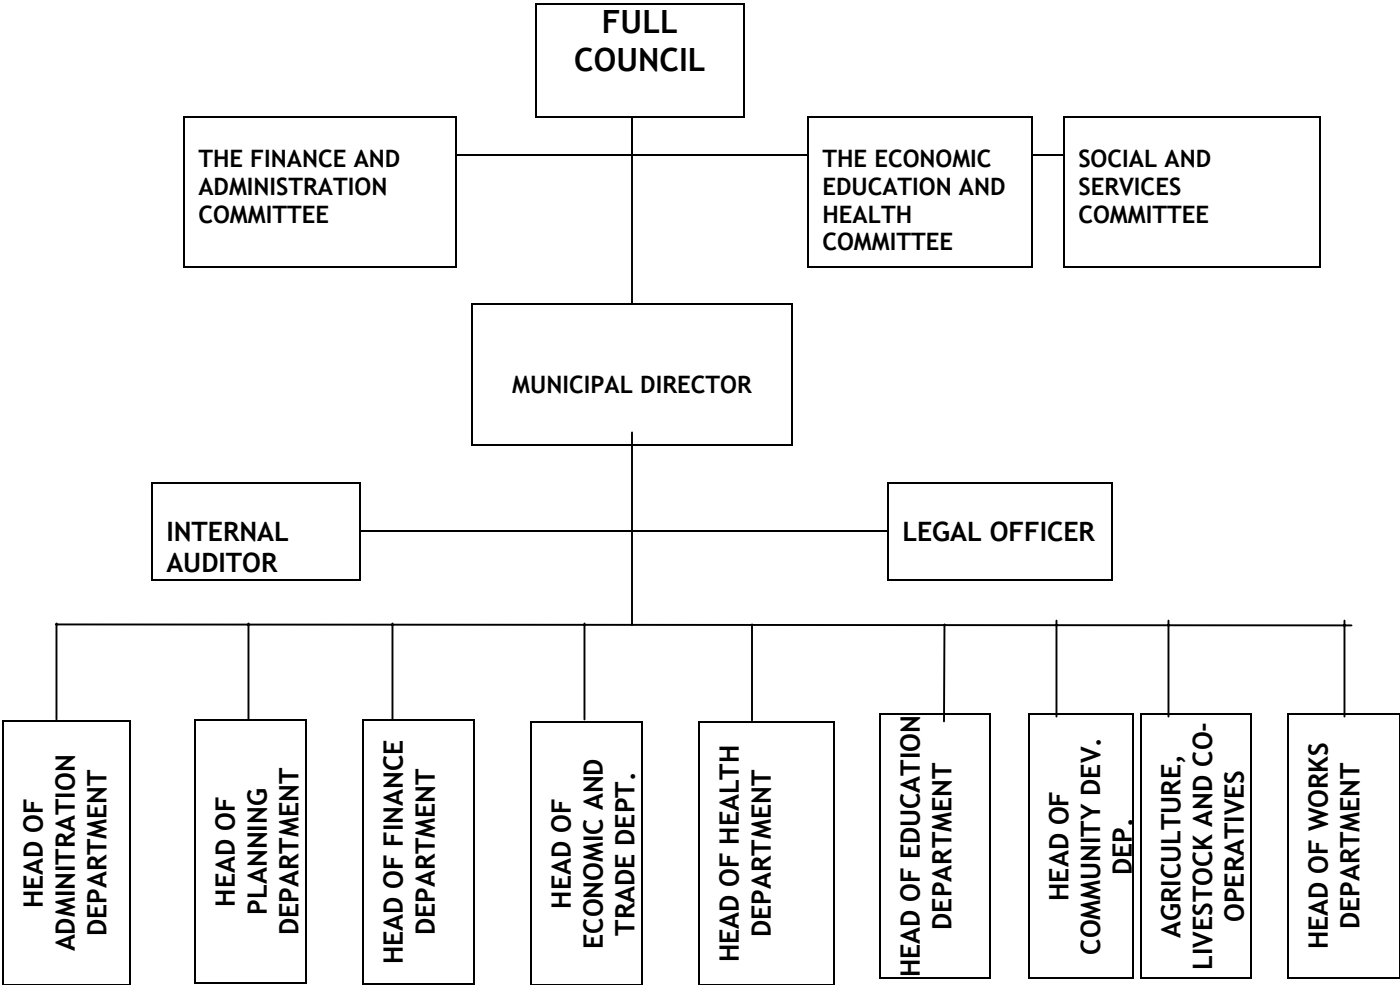 FULL
COUNCIL
THE FINANCE AND
ADMINISTRATION
COMMITTEE
THE ECONOMIC
EDUCATION AND
HEALTH
COMMITTEE
SOCIAL AND
SERVICES
COMMITTEE
MUNICIPAL DIRECTOR
INTERNAL
AUDITOR
LEGAL OFFICER
HEAD OF
ADMINITRATION
DEPARTMENT
HEAD OF
PLANNING
DEPARTMENT
HEAD OF FINANCE
DEPARTMENT
HEAD OF
ECONOMIC AND
TRADE DEPT.
HEAD OF HEALTH
DEPARTMENT
HEAD OF EDUCATION
DEPARTMENT
HEAD OF
COMMUNITY DEV.
DEP.
AGRICULTURE,
LIVESTOCK AND CO-
OPERATIVES
HEAD OF WORKS
DEPARTMENT